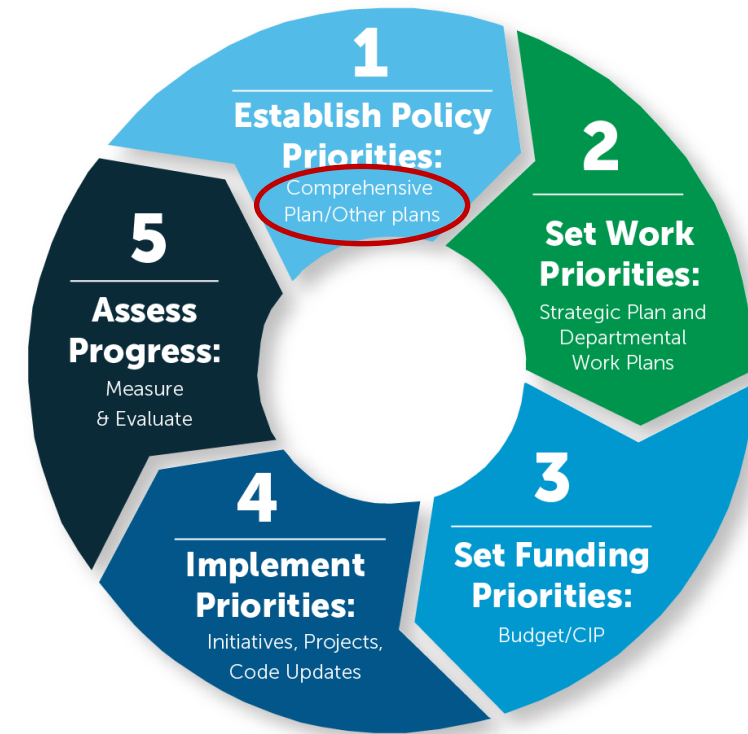 1
Establish Policy
Priorities:
Comprehensive
Plan/Other plans
2
Set Work
Priorities:
Strategic Plan and
Departmental
Work Plans
3
Set Funding
Priorities:
Budget/CIP
4
Implement
Priorities:
Initiatives, Projects,
Code Updates
5
Assess
Progress:
Measure
& Evaluate